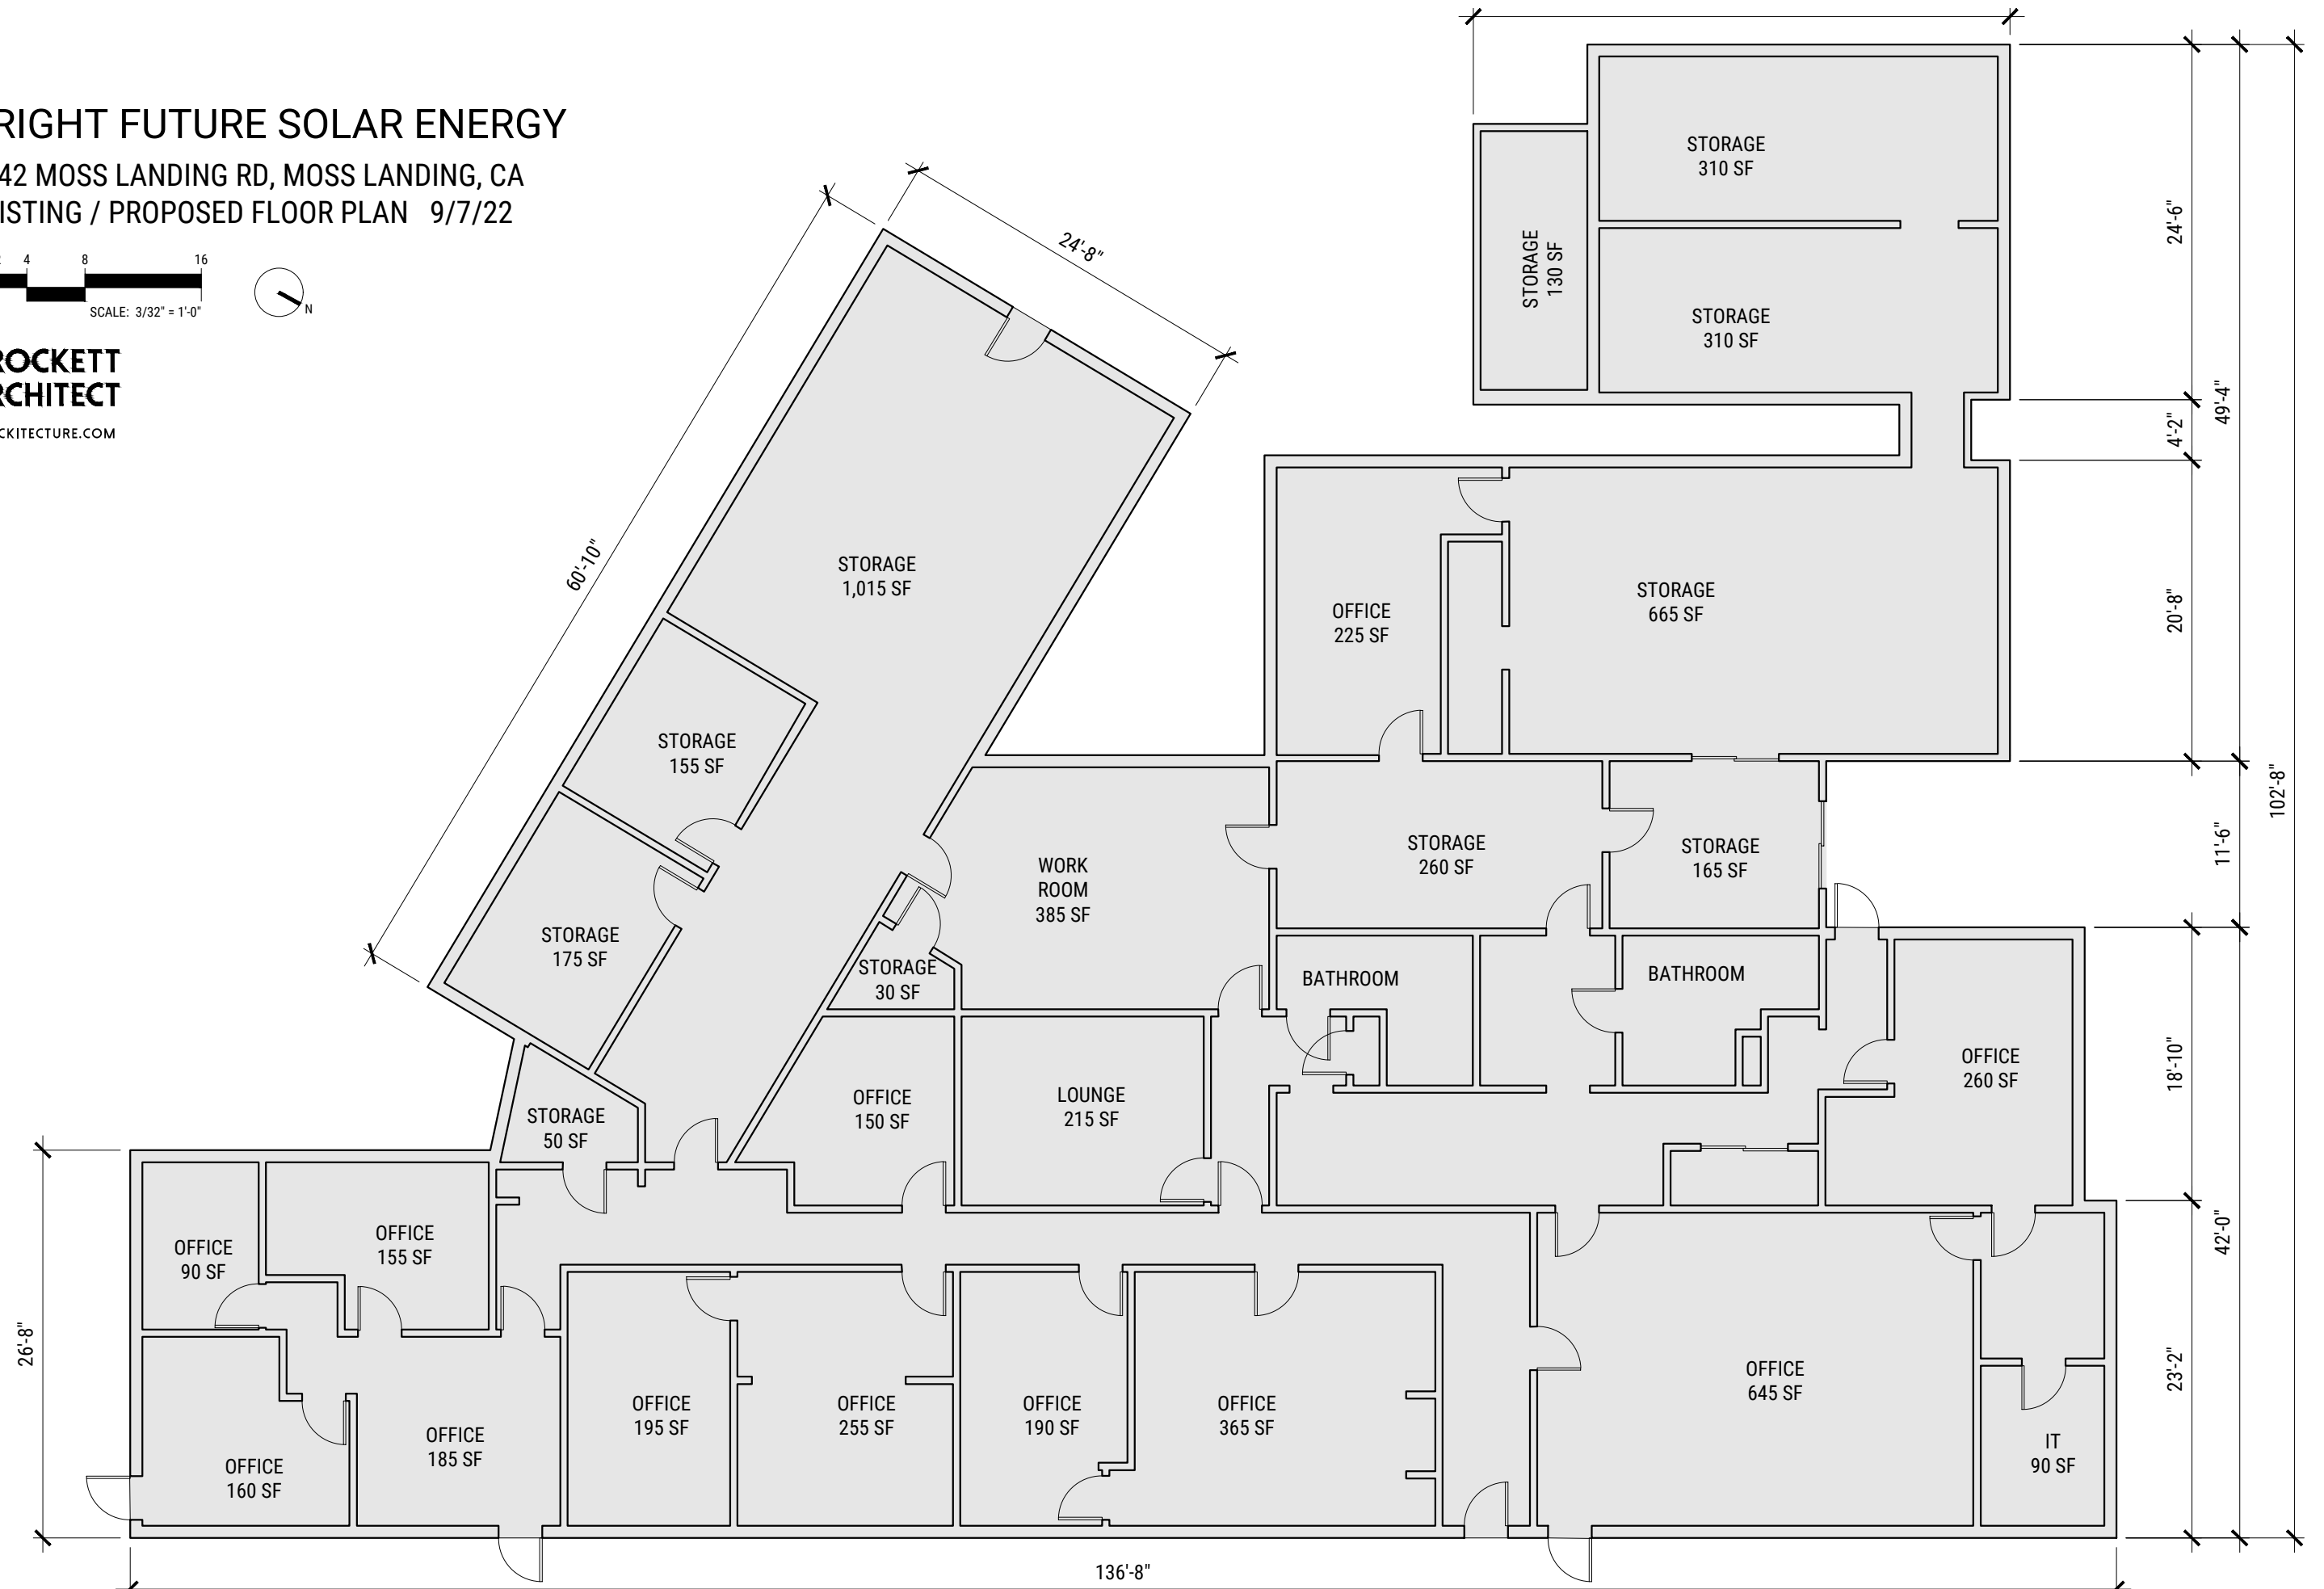 RIGHT FUTURE SOLAR ENERGY
42 MOSS LANDING RD, MOSS LANDING, CA
ISTING / PROPOSED FLOOR PLAN 9/7/22
4 8 16
SCALE: 3/32" = 1'-0"
N
ROCKETT
RCHITECT
CKITECTURE.COM
24'-8"
60'-10"
STORAGE
310 SF
STORAGE
130 SF
STORAGE
310 SF
24'-6"
4'-2"
49'-4"
20'-8"
102'-8"
11'-6"
18'-10"
42'-0"
23'-2"
STORAGE
1,015 SF
OFFICE
225 SF
STORAGE
665 SF
STORAGE
155 SF
STORAGE
175 SF
WORK
ROOM
385 SF
STORAGE
260 SF
STORAGE
165 SF
STORAGE
30 SF
BATHROOM
BATHROOM
OFFICE
260 SF
STORAGE
50 SF
OFFICE
150 SF
LOUNGE
215 SF
26'-8"
OFFICE
90 SF
OFFICE
155 SF
OFFICE
160 SF
OFFICE
185 SF
OFFICE
195 SF
OFFICE
255 SF
OFFICE
190 SF
OFFICE
365 SF
OFFICE
645 SF
IT
90 SF
136'-8"